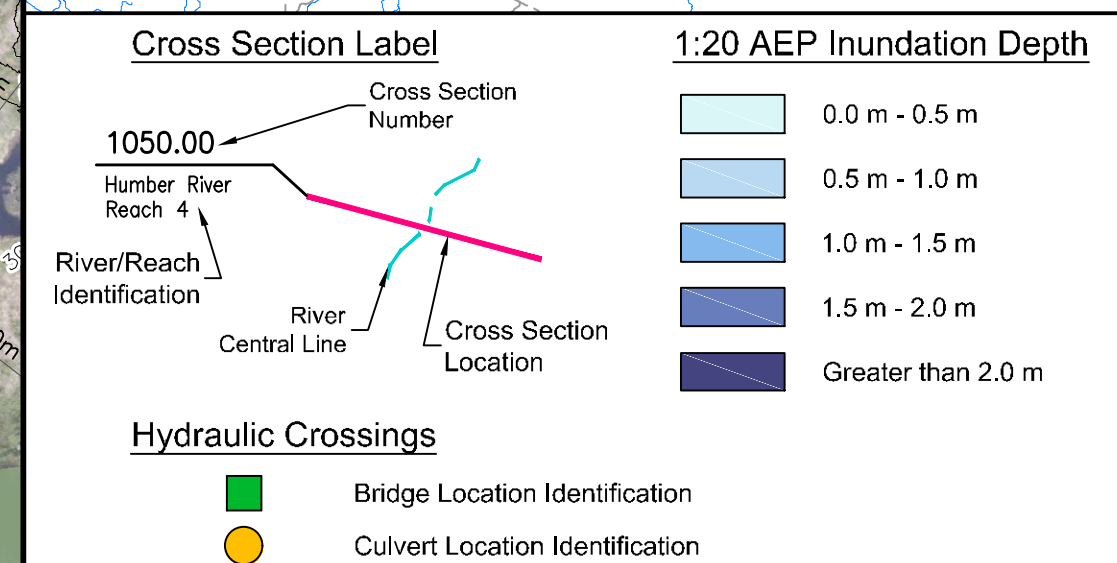 Cross Section Label
Cross Section
Number
1050.00
Humber River
Reach 4
River/Reach
Identification
River
Central Line
Cross Section
Location
1:20 AEP Inundation Depth
0.0 m - 0.5 m
0.5 m - 1.0 m
1.0 m - 1.5 m
1.5 m - 2.0 m
Greater than 2.0 m
Hydraulic Crossings
Bridge Location Identification
Culvert Location Identification